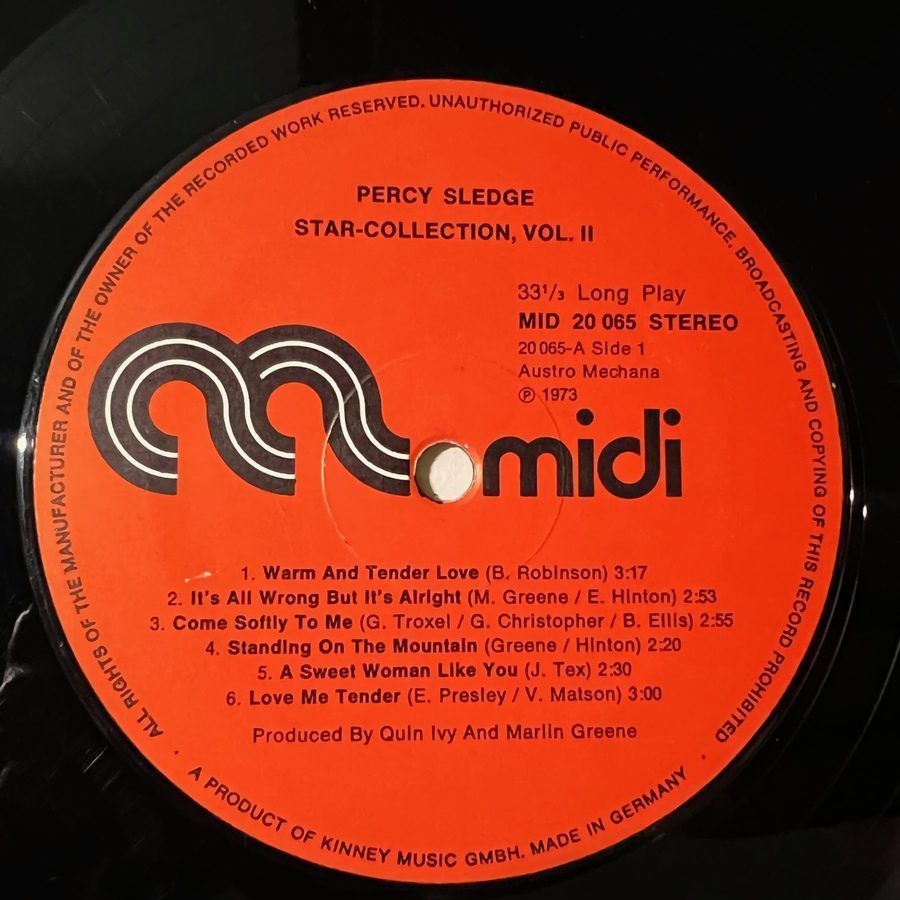 ALL RIGHTS OF THE MANUFACTURER AND OF THE OWNER OF THE RECORDED WORK RESERVED. UNAUTHORIZED PUBLIC PERFORMANCE, BROADCASTING AND COPYING OF THIS RECORD PROHIBITED
PERCY SLEDGE
STAR-COLLECTION, VOL. II
33 1/3 Long Play
MID 20 065 STEREO
20 065-A Side 1
Austro Mechana
℗ 1973
midi
1. Warm And Tender Love (B. Robinson) 3:17
2. It's All Wrong But It's Alright (M. Greene / E. Hinton) 2:53
3. Come Softly To Me (G. Troxel / G. Christopher / B. Ellis) 2:55
4. Standing On The Mountain (Greene / Hinton) 2:20
5. A Sweet Woman Like You (J. Tex) 2:30
6. Love Me Tender (E. Presley / V. Matson) 3:00
Produced By Quin Ivy And Marlin Greene
A PRODUCT OF KINNEY MUSIC GMBH. MADE IN GERMANY